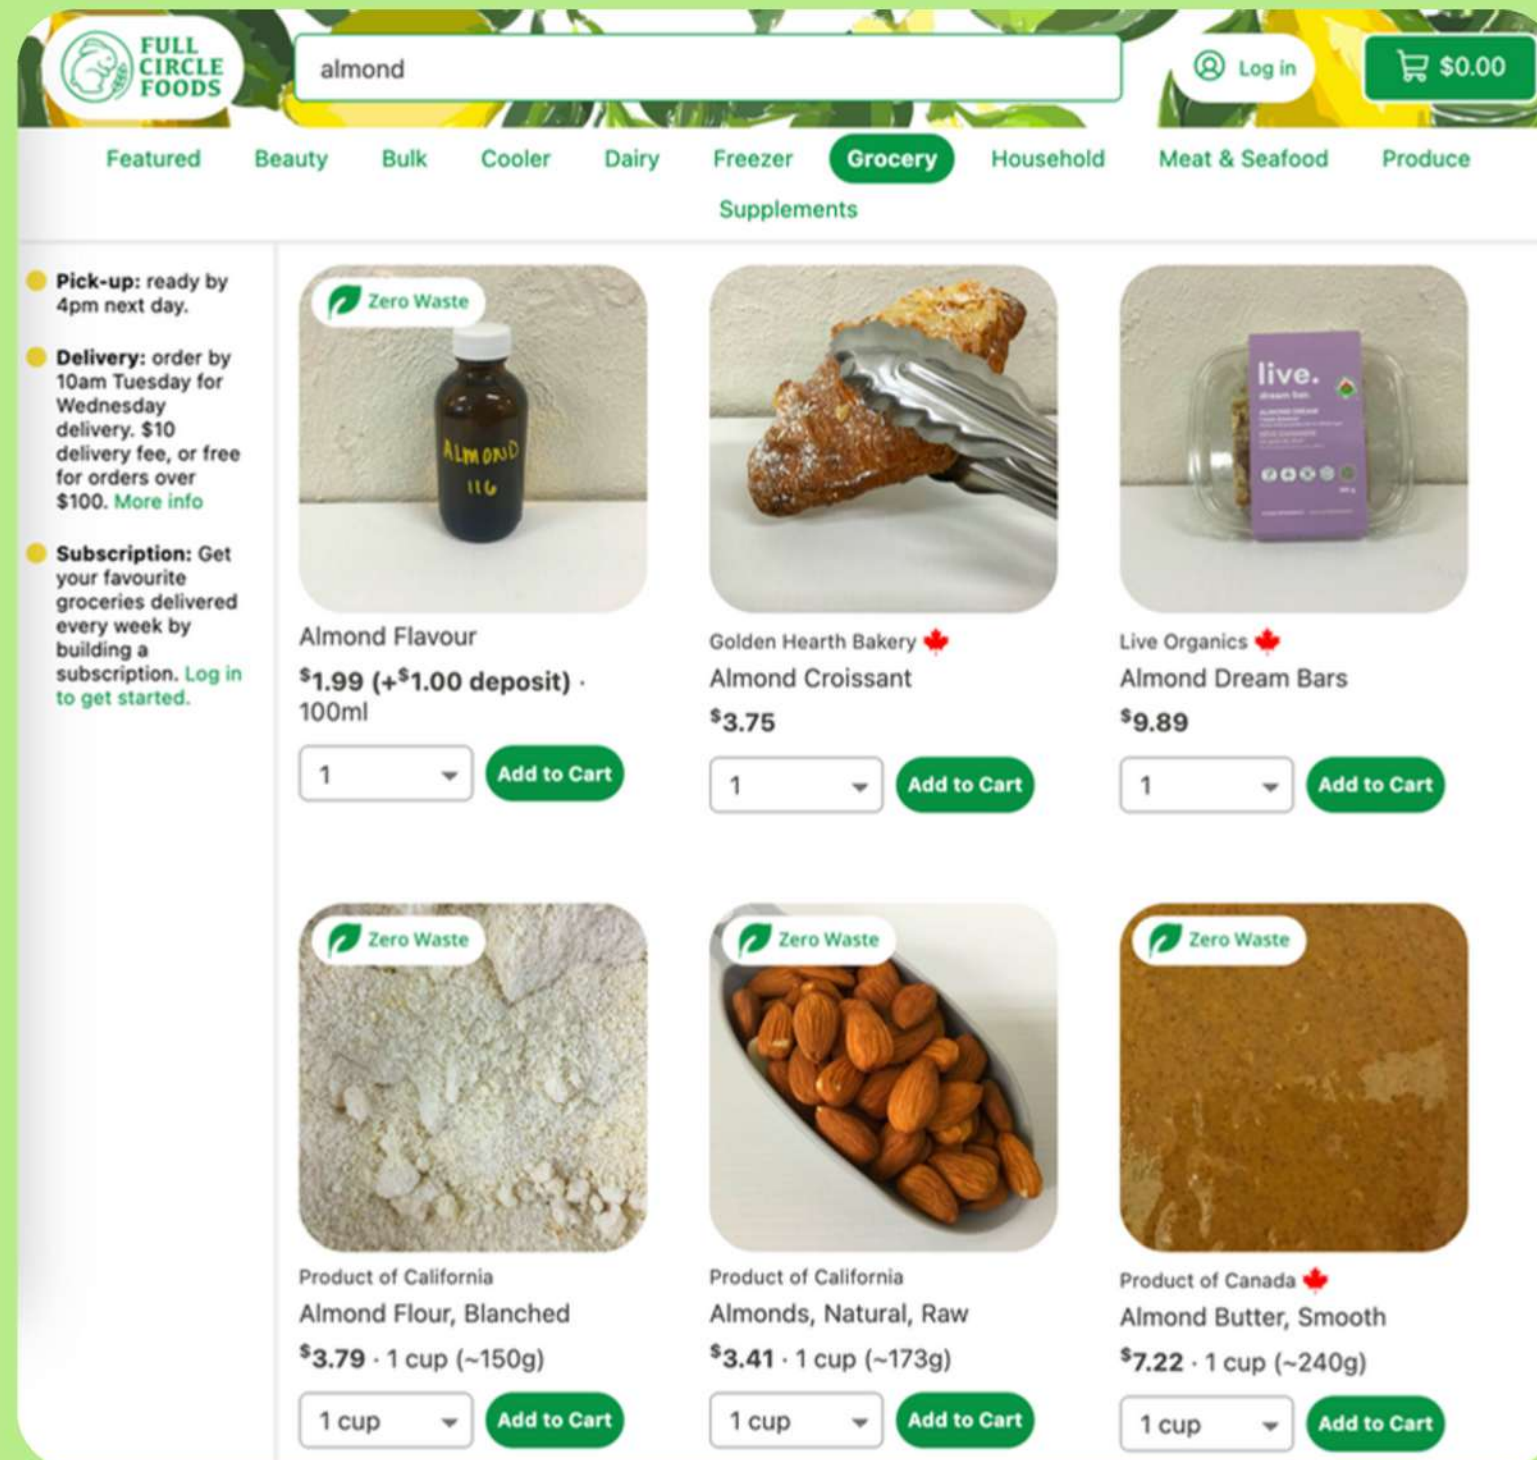 FULL
CIRCLE
FOODS
almond
Log in
$0.00
Featured
Beauty
Bulk
Cooler
Dairy
Freezer
Grocery
Household
Meat & Seafood
Produce
Supplements
Pick-up: ready by
4pm next day.
Delivery: order by
10am Tuesday for
Wednesday
delivery. $10
delivery fee, or free
for orders over
$100. More info
Subscription: Get
your favourite
groceries delivered
every week by
building a
subscription. Log in
to get started.
Zero Waste
ALMOND
116
Almond Flavour
$1.99 (+$1.00 deposit) ·
100ml
1
Add to Cart
Golden Hearth Bakery
Almond Croissant
$3.75
1
Add to Cart
live.
dream bar.
ALMOND DREAM
Live Organics
Almond Dream Bars
$9.89
1
Add to Cart
Zero Waste
Product of California
Almond Flour, Blanched
$3.79 · 1 cup (~150g)
1 cup
Add to Cart
Zero Waste
Product of California
Almonds, Natural, Raw
$3.41 · 1 cup (~173g)
1 cup
Add to Cart
Zero Waste
Product of Canada
Almond Butter, Smooth
$7.22 · 1 cup (~240g)
1 cup
Add to Cart